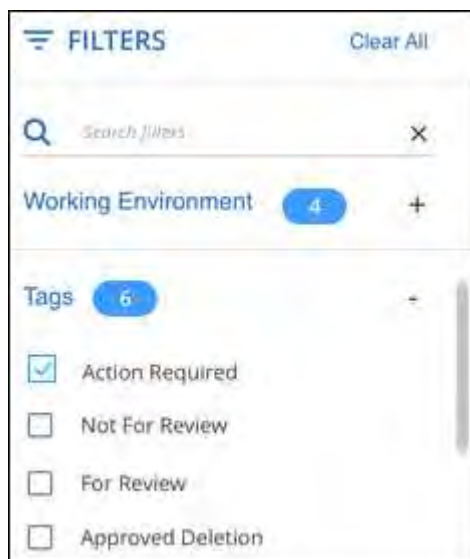 FILTERS Clear All
Search filters
Working Environment 4 +
Tags 6 -
Action Required
Not For Review
For Review
Approved Deletion